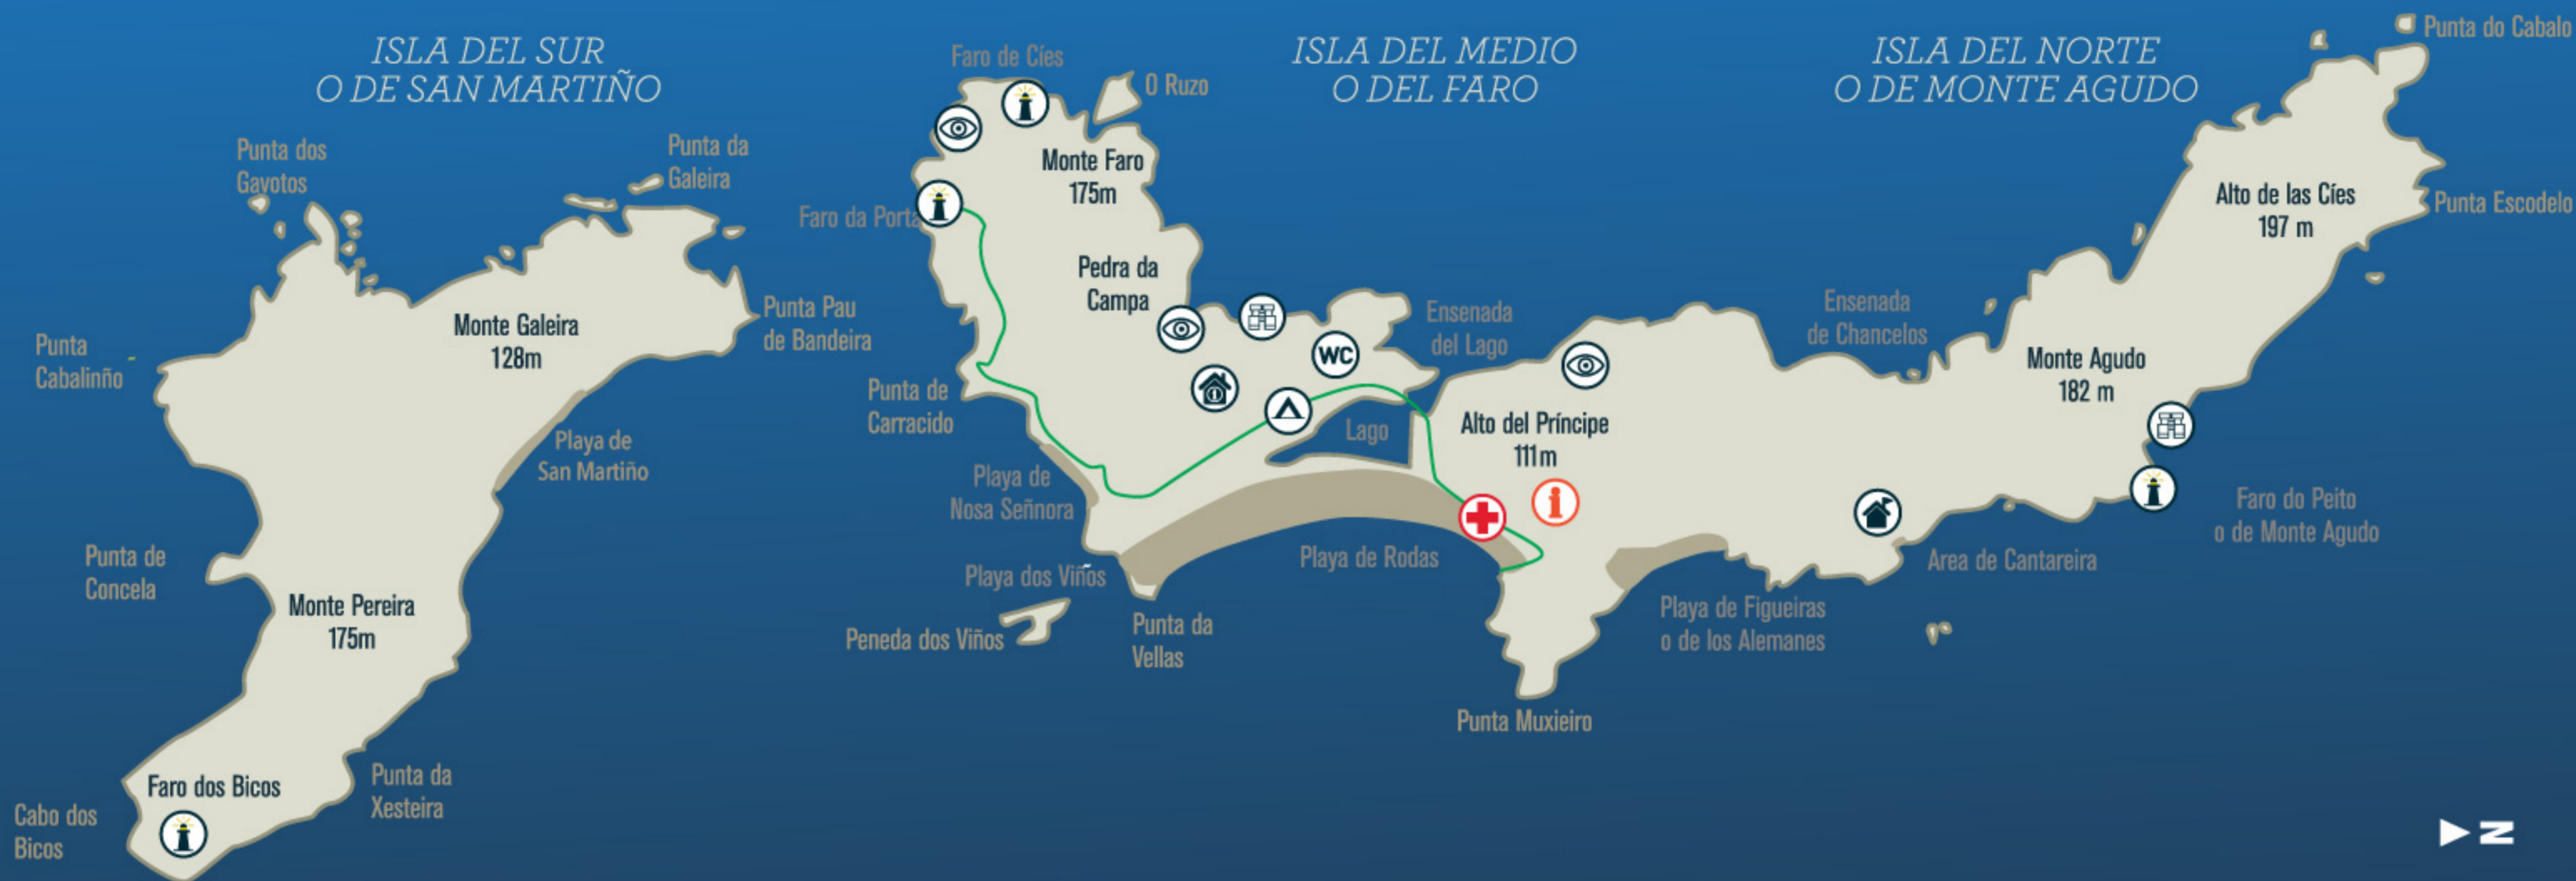 ISLA DEL SUR
O DE SAN MARTIÑO
ISLA DEL MEDIO
O DEL FARO
ISLA DEL NORTE
O DE MONTE AGUDO
Punta dos
Gavotos
Punta da
Galeira
Punta
Cabalinño
Monte Galeira
128m
Punta Pau
de Bandeira
Playa de
San Martiño
Punta de
Concela
Monte Pereira
175m
Faro dos Bicos
Cabo dos
Bicos
Punta da
Xesteira
Faro de Cíes
O Ruzo
Monte Faro
175m
Faro da Porta
Pedra da
Campa
WC
Punta de
Carracido
Playa de
Nosa Señnora
Playa dos Viños
Peneda dos Viños
Punta da
Vellas
Ensenada
del Lago
Lago
Playa de Rodas
Alto del Príncipe
111m
i
Punta Muxieiro
Ensenada
de Chancelos
Playa de Figueiras
o de los Alemanes
Area de Cantareira
Monte Agudo
182 m
Faro do Peito
o de Monte Agudo
Alto de las Cíes
197 m
Punta do Cabalo
Punta Escodelo
N